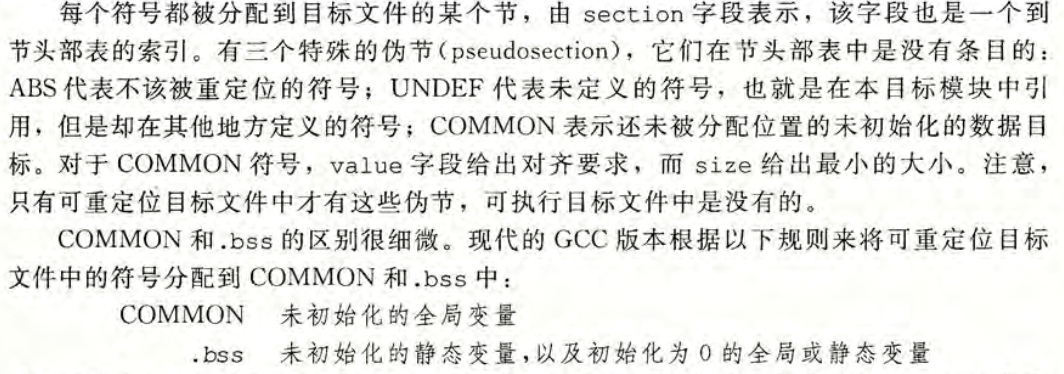 每个符号都被分配到目标文件的某个节，由 section 字段表示，该字段也是一个到
节头部表的索引。有三个特殊的伪节(pseudosection)，它们在节头部表中是没有条目的：
ABS 代表不该被重定位的符号；UNDEF 代表未定义的符号，也就是在本目标模块中引
用，但是却在其他地方定义的符号；COMMON 表示还未被分配位置的未初始化的数据目
标。对于 COMMON 符号，value 字段给出对齐要求，而 size 给出最小的大小。注意，
只有可重定位目标文件中才有这些伪节，可执行目标文件中是没有的。
COMMON 和.bss 的区别很细微。现代的 GCC 版本根据以下规则来将可重定位目标
文件中的符号分配到 COMMON 和.bss 中：
COMMON 未初始化的全局变量
.bss 未初始化的静态变量,以及初始化为 0 的全局或静态变量